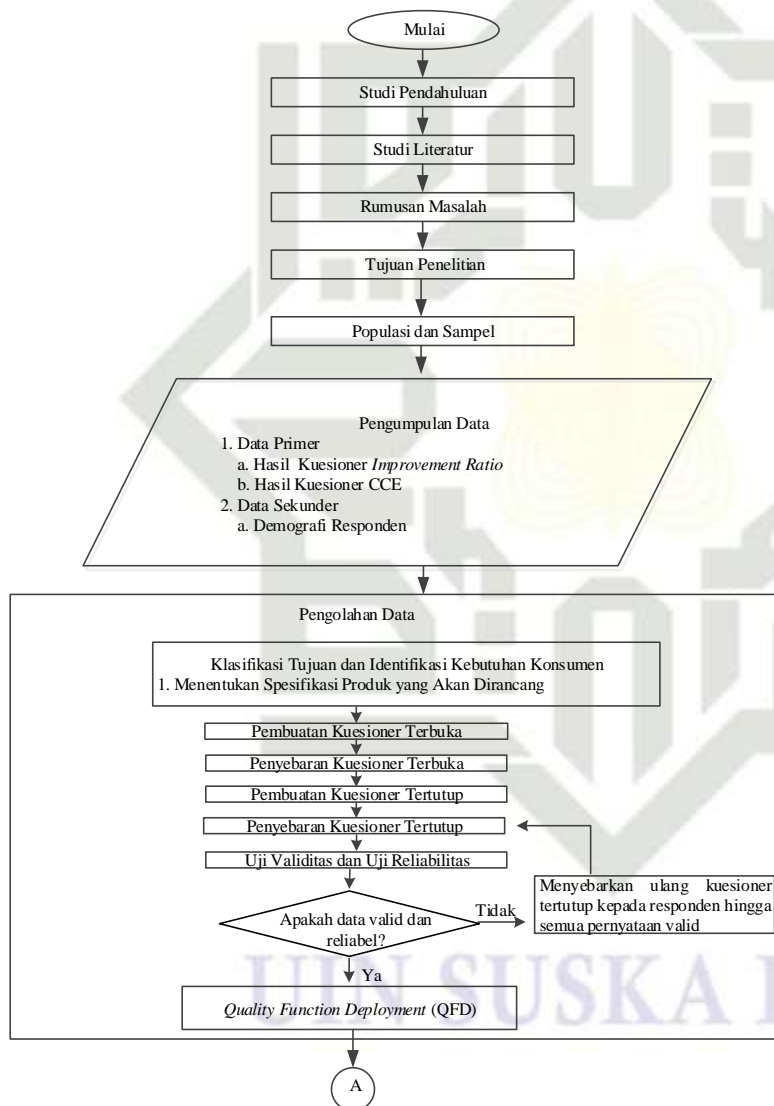 Mulai
Studi Pendahuluan
Studi Literatur
Rumusan Masalah
Tujuan Penelitian
Populasi dan Sampel
Pengumpulan Data
1. Data Primer
a. Hasil Kuesioner Improvement Ratio
b. Hasil Kuesioner CCE
2. Data Sekunder
a. Demografi Responden
Pengolahan Data
Klasifikasi Tujuan dan Identifikasi Kebutuhan Konsumen
1. Menentukan Spesifikasi Produk yang Akan Dirancang
Pembuatan Kuesioner Terbuka
Penyebaran Kuesioner Terbuka
Pembuatan Kuesioner Tertutup
Penyebaran Kuesioner Tertutup
Uji Validitas dan Uji Reliabilitas
Apakah data valid dan
reliabel?
Tidak
Menyebarkan ulang kuesioner
tertutup kepada responden hingga
semua pernyataan valid
Ya
Quality Function Deployment (QFD)
UIN SUSKA
A